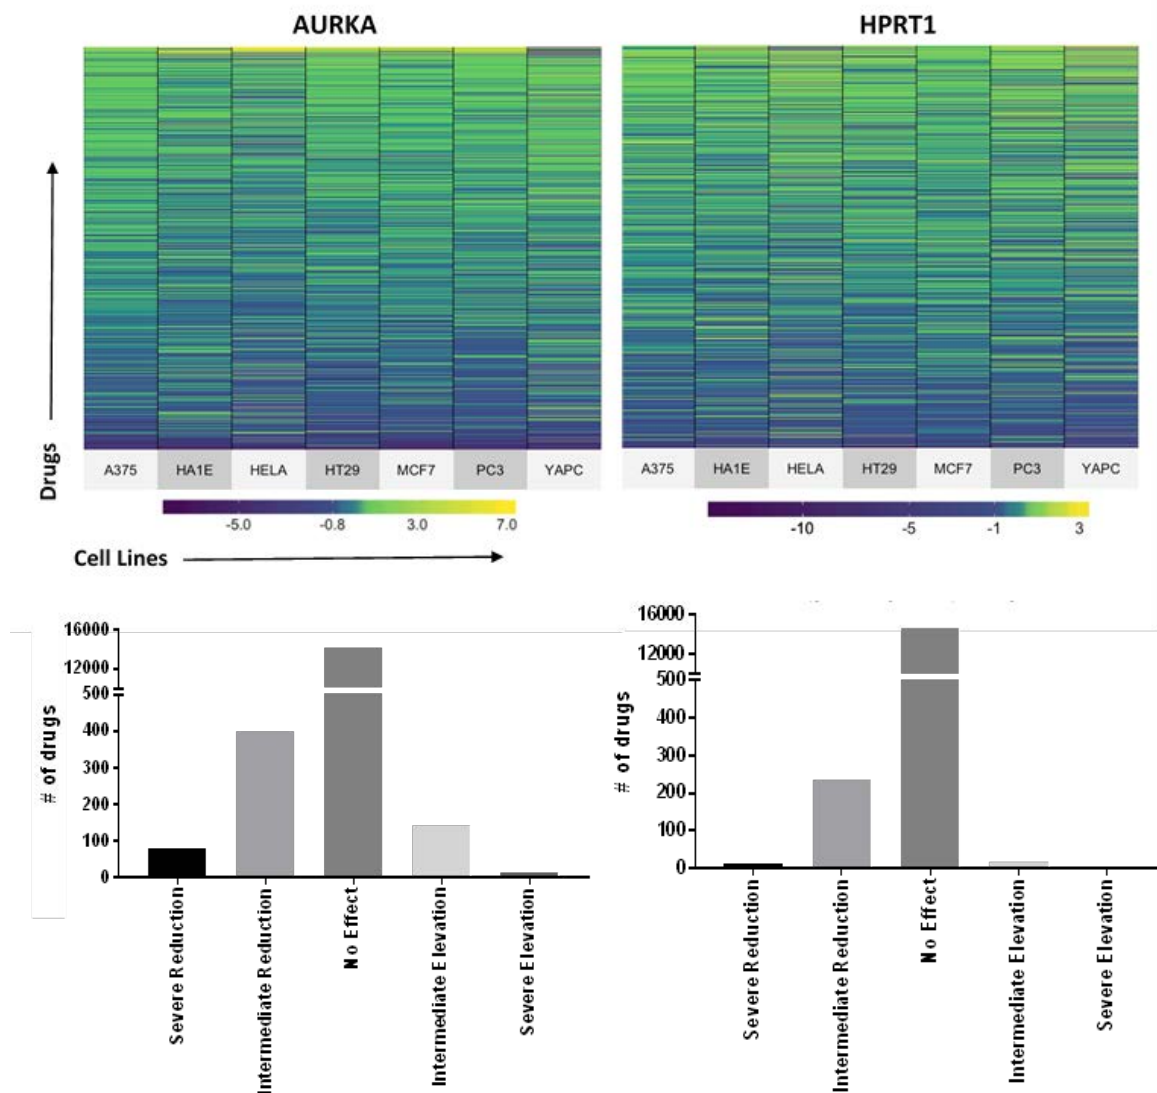 AURKA
HPRT1
Drugs
A375 HA1E HELA HT29 MCF7 PC3 YAPC
A375 HA1E HELA HT29 MCF7 PC3 YAPC
-5.0 -0.8 3.0 7.0
-10 -5 -1 3
Cell Lines
# of drugs
16000
12000
500
400
300
200
100
0
Severe Reduction
Intermediate Reduction
No Effect
Intermediate Elevation
Severe Elevation
# of drugs
16000
12000
500
400
300
200
100
0
Severe Reduction
Intermediate Reduction
No Effect
Intermediate Elevation
Severe Elevation